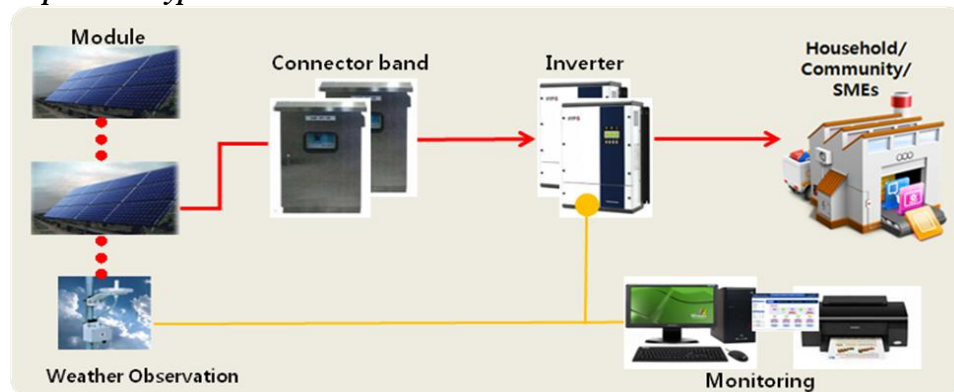 Module
Connector band
Inverter
Household/
Community/
SMEs
Weather Observation
Monitoring